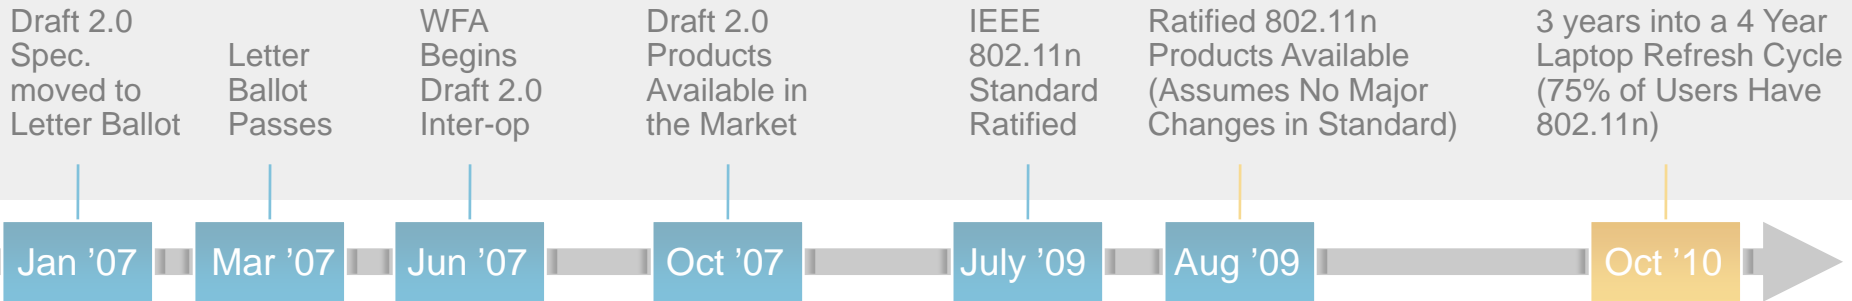 Draft 2.0
Spec.
moved to
Letter Ballot
Letter
Ballot
Passes
WFA
Begins
Draft 2.0
Inter-op
Draft 2.0
Products
Available in
the Market
IEEE
802.11n
Standard
Ratified
Ratified 802.11n
Products Available
(Assumes No Major
Changes in Standard)
3 years into a 4 Year
Laptop Refresh Cycle
(75% of Users Have
802.11n)
Jan ’07
Mar ’07
Jun ’07
Oct ’07
July ’09
Aug ’09
Oct ’10